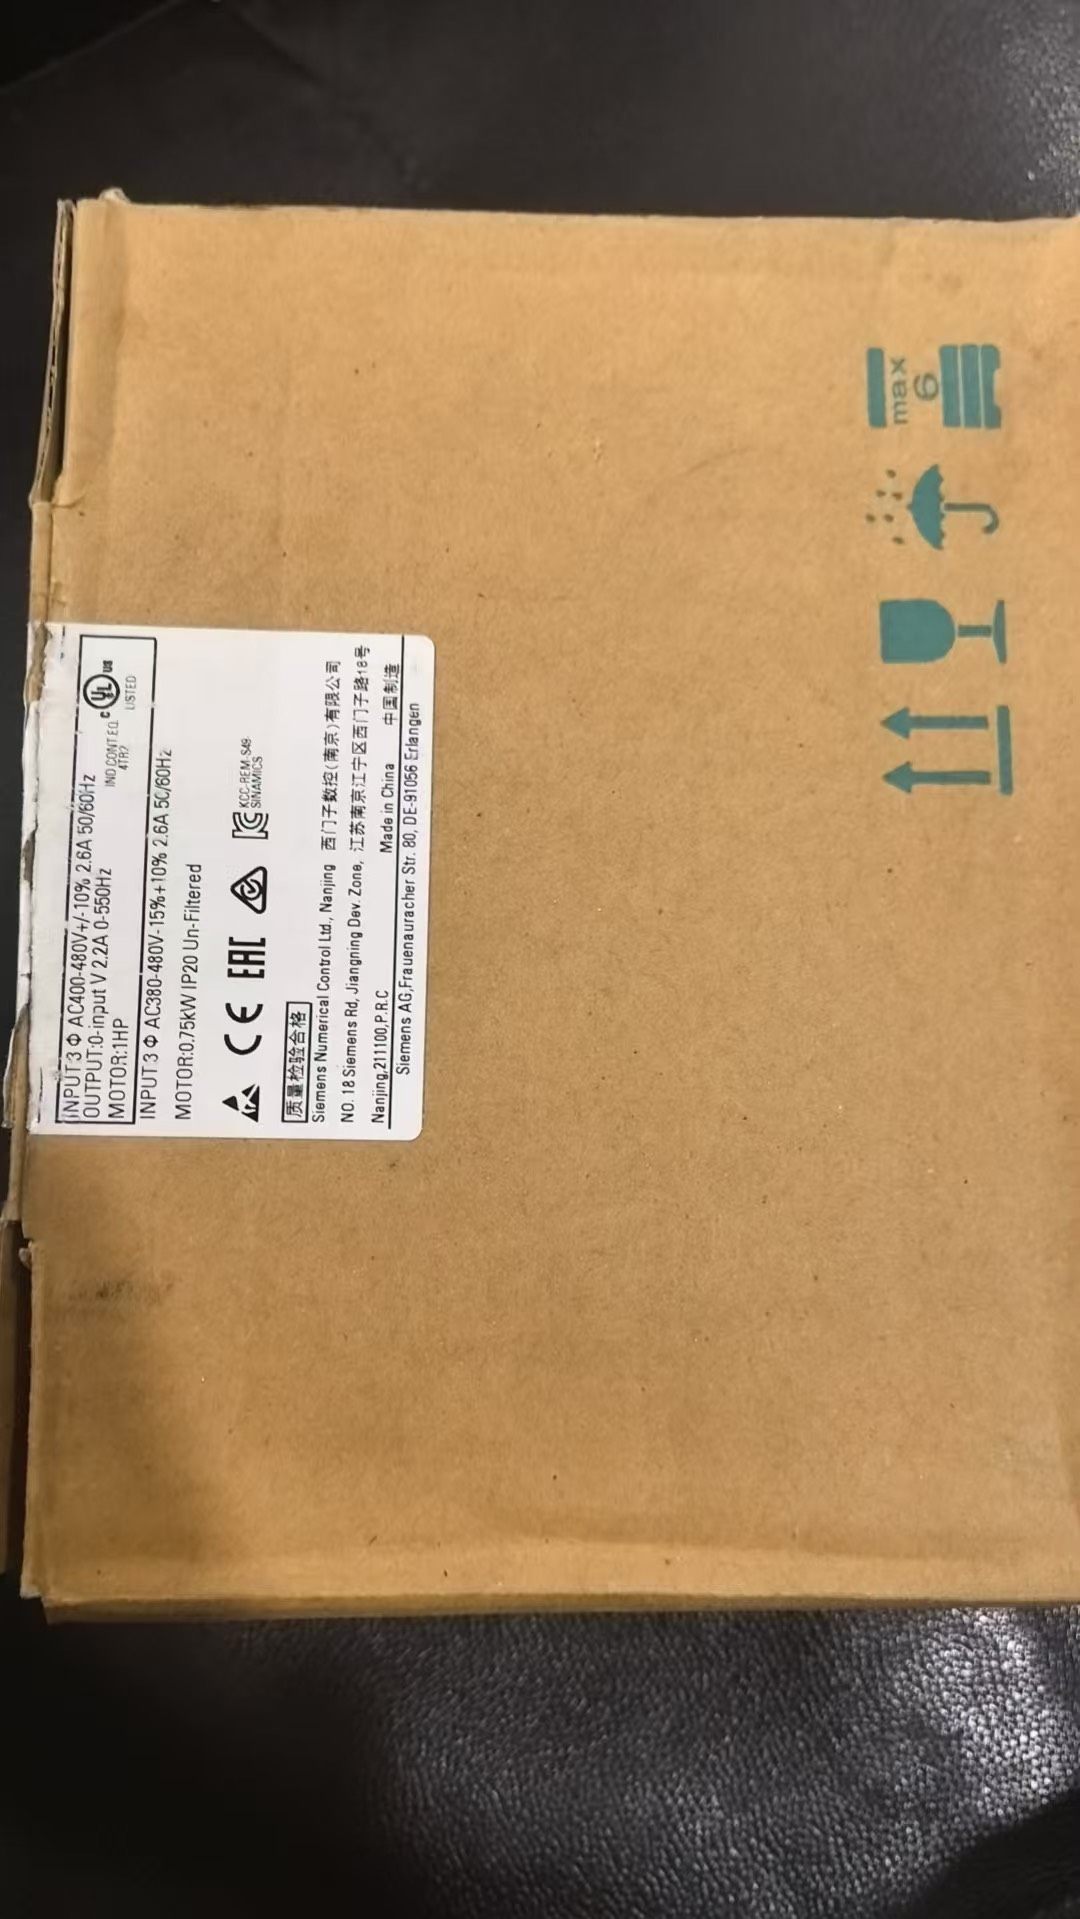 INPUT:3 Φ AC400-480V+/-10% 2.6A 50/60Hz
OUTPUT:0-input V 2.2A 0-550Hz
MOTOR:1HP
IND.CONT.EQ.
4TR2
c UL us
LISTED
INPUT:3 Φ AC380-480V-15%+10% 2.6A 50/60Hz
MOTOR:0.75kW IP20 Un-Filtered
CE EAC
KCC-REM-S49-
SINAMICS
质量检验合格
Siemens Numerical Control Ltd., Nanjing 西门子数控(南京)有限公司
NO. 18 Siemens Rd, Jiangning Dev. Zone, 江苏南京江宁区西门子路18号
Nanjing,211100,P.R.C Made in China 中国制造
Siemens AG,Frauenauracher Str. 80, DE-91056 Erlangen
max
6